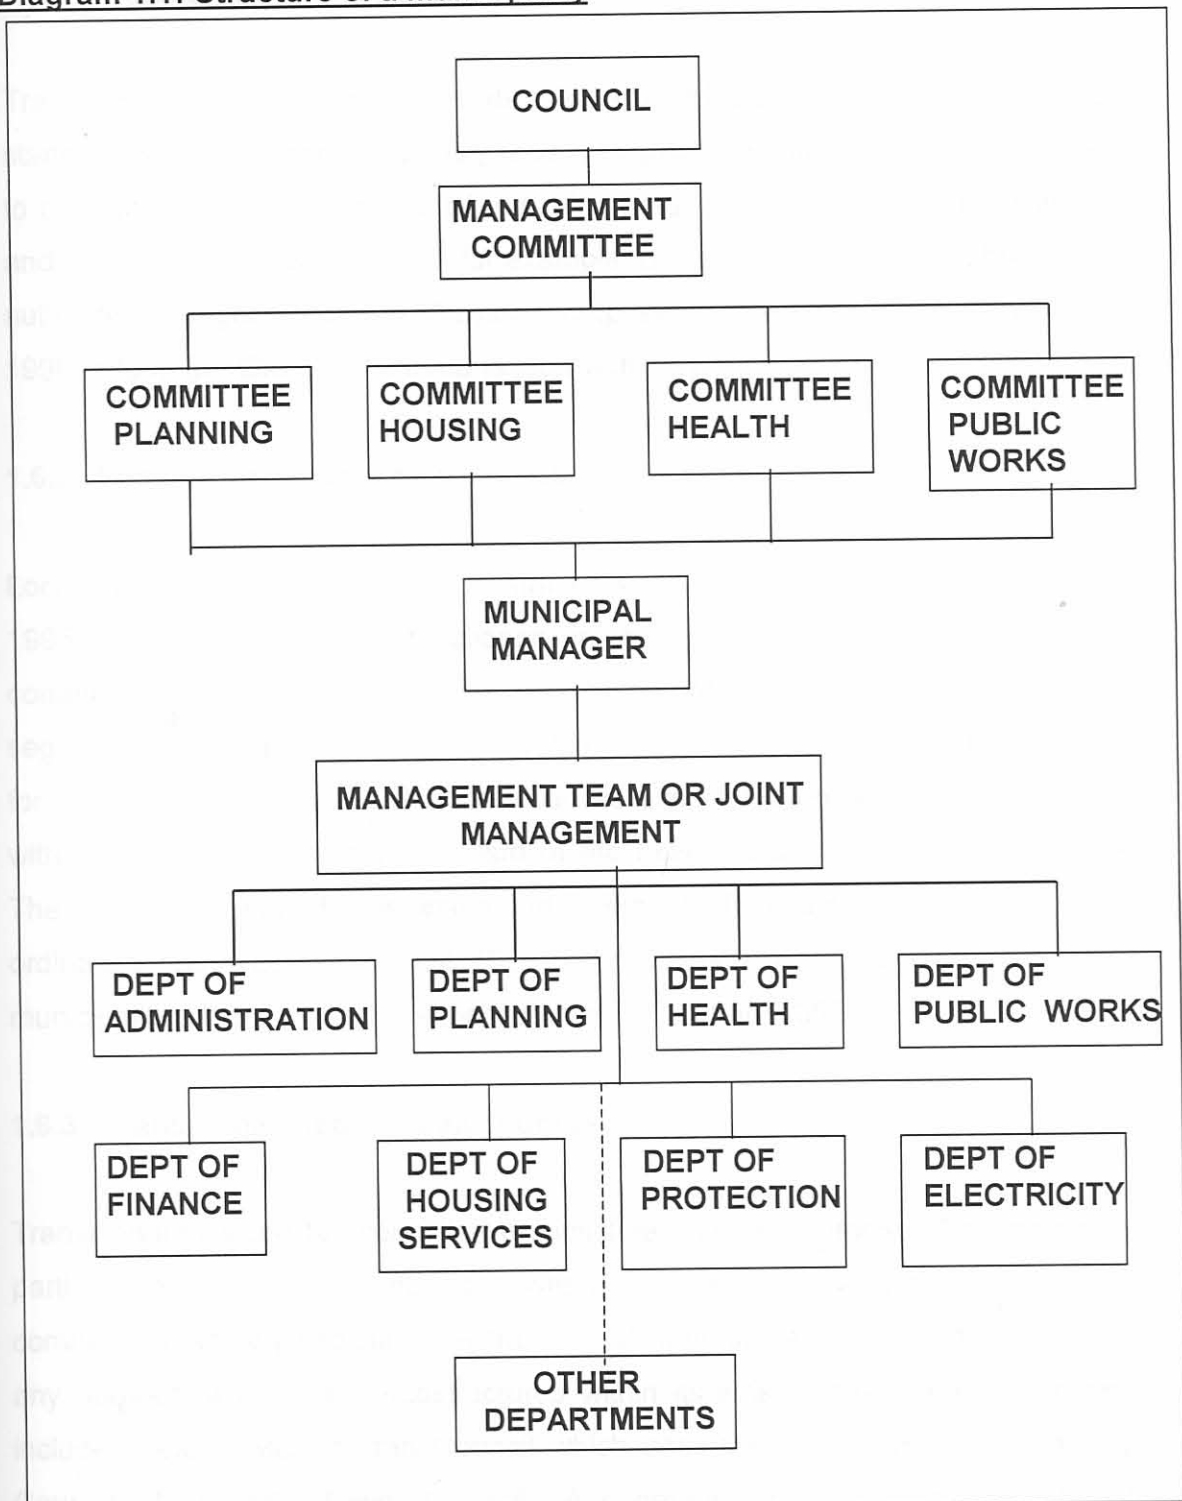 COUNCIL
MANAGEMENT
COMMITTEE
COMMITTEE
PLANNING
COMMITTEE
HOUSING
COMMITTEE
HEALTH
COMMITTEE
PUBLIC
WORKS
MUNICIPAL
MANAGER
MANAGEMENT TEAM OR JOINT
MANAGEMENT
DEPT OF
ADMINISTRATION
DEPT OF
PLANNING
DEPT OF
HEALTH
DEPT OF
PUBLIC WORKS
DEPT OF
FINANCE
DEPT OF
HOUSING
SERVICES
DEPT OF
PROTECTION
DEPT OF
ELECTRICITY
OTHER
DEPARTMENTS